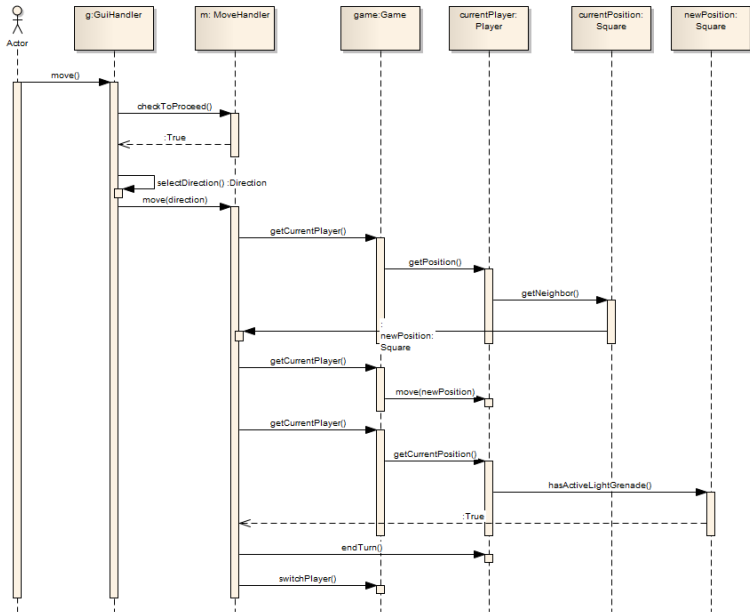 Actor
g:GuiHandler
m: MoveHandler
game:Game
currentPlayer:
Player
currentPosition:
Square
newPosition:
Square
move()
checkToProceed()
:True
selectDirection() :Direction
move(direction)
getCurrentPlayer()
getPosition()
getNeighbor()
:
newPosition:
Square
getCurrentPlayer()
move(newPosition)
getCurrentPlayer()
getCurrentPosition()
hasActiveLightGrenade()
:True
endTurn()
switchPlayer()